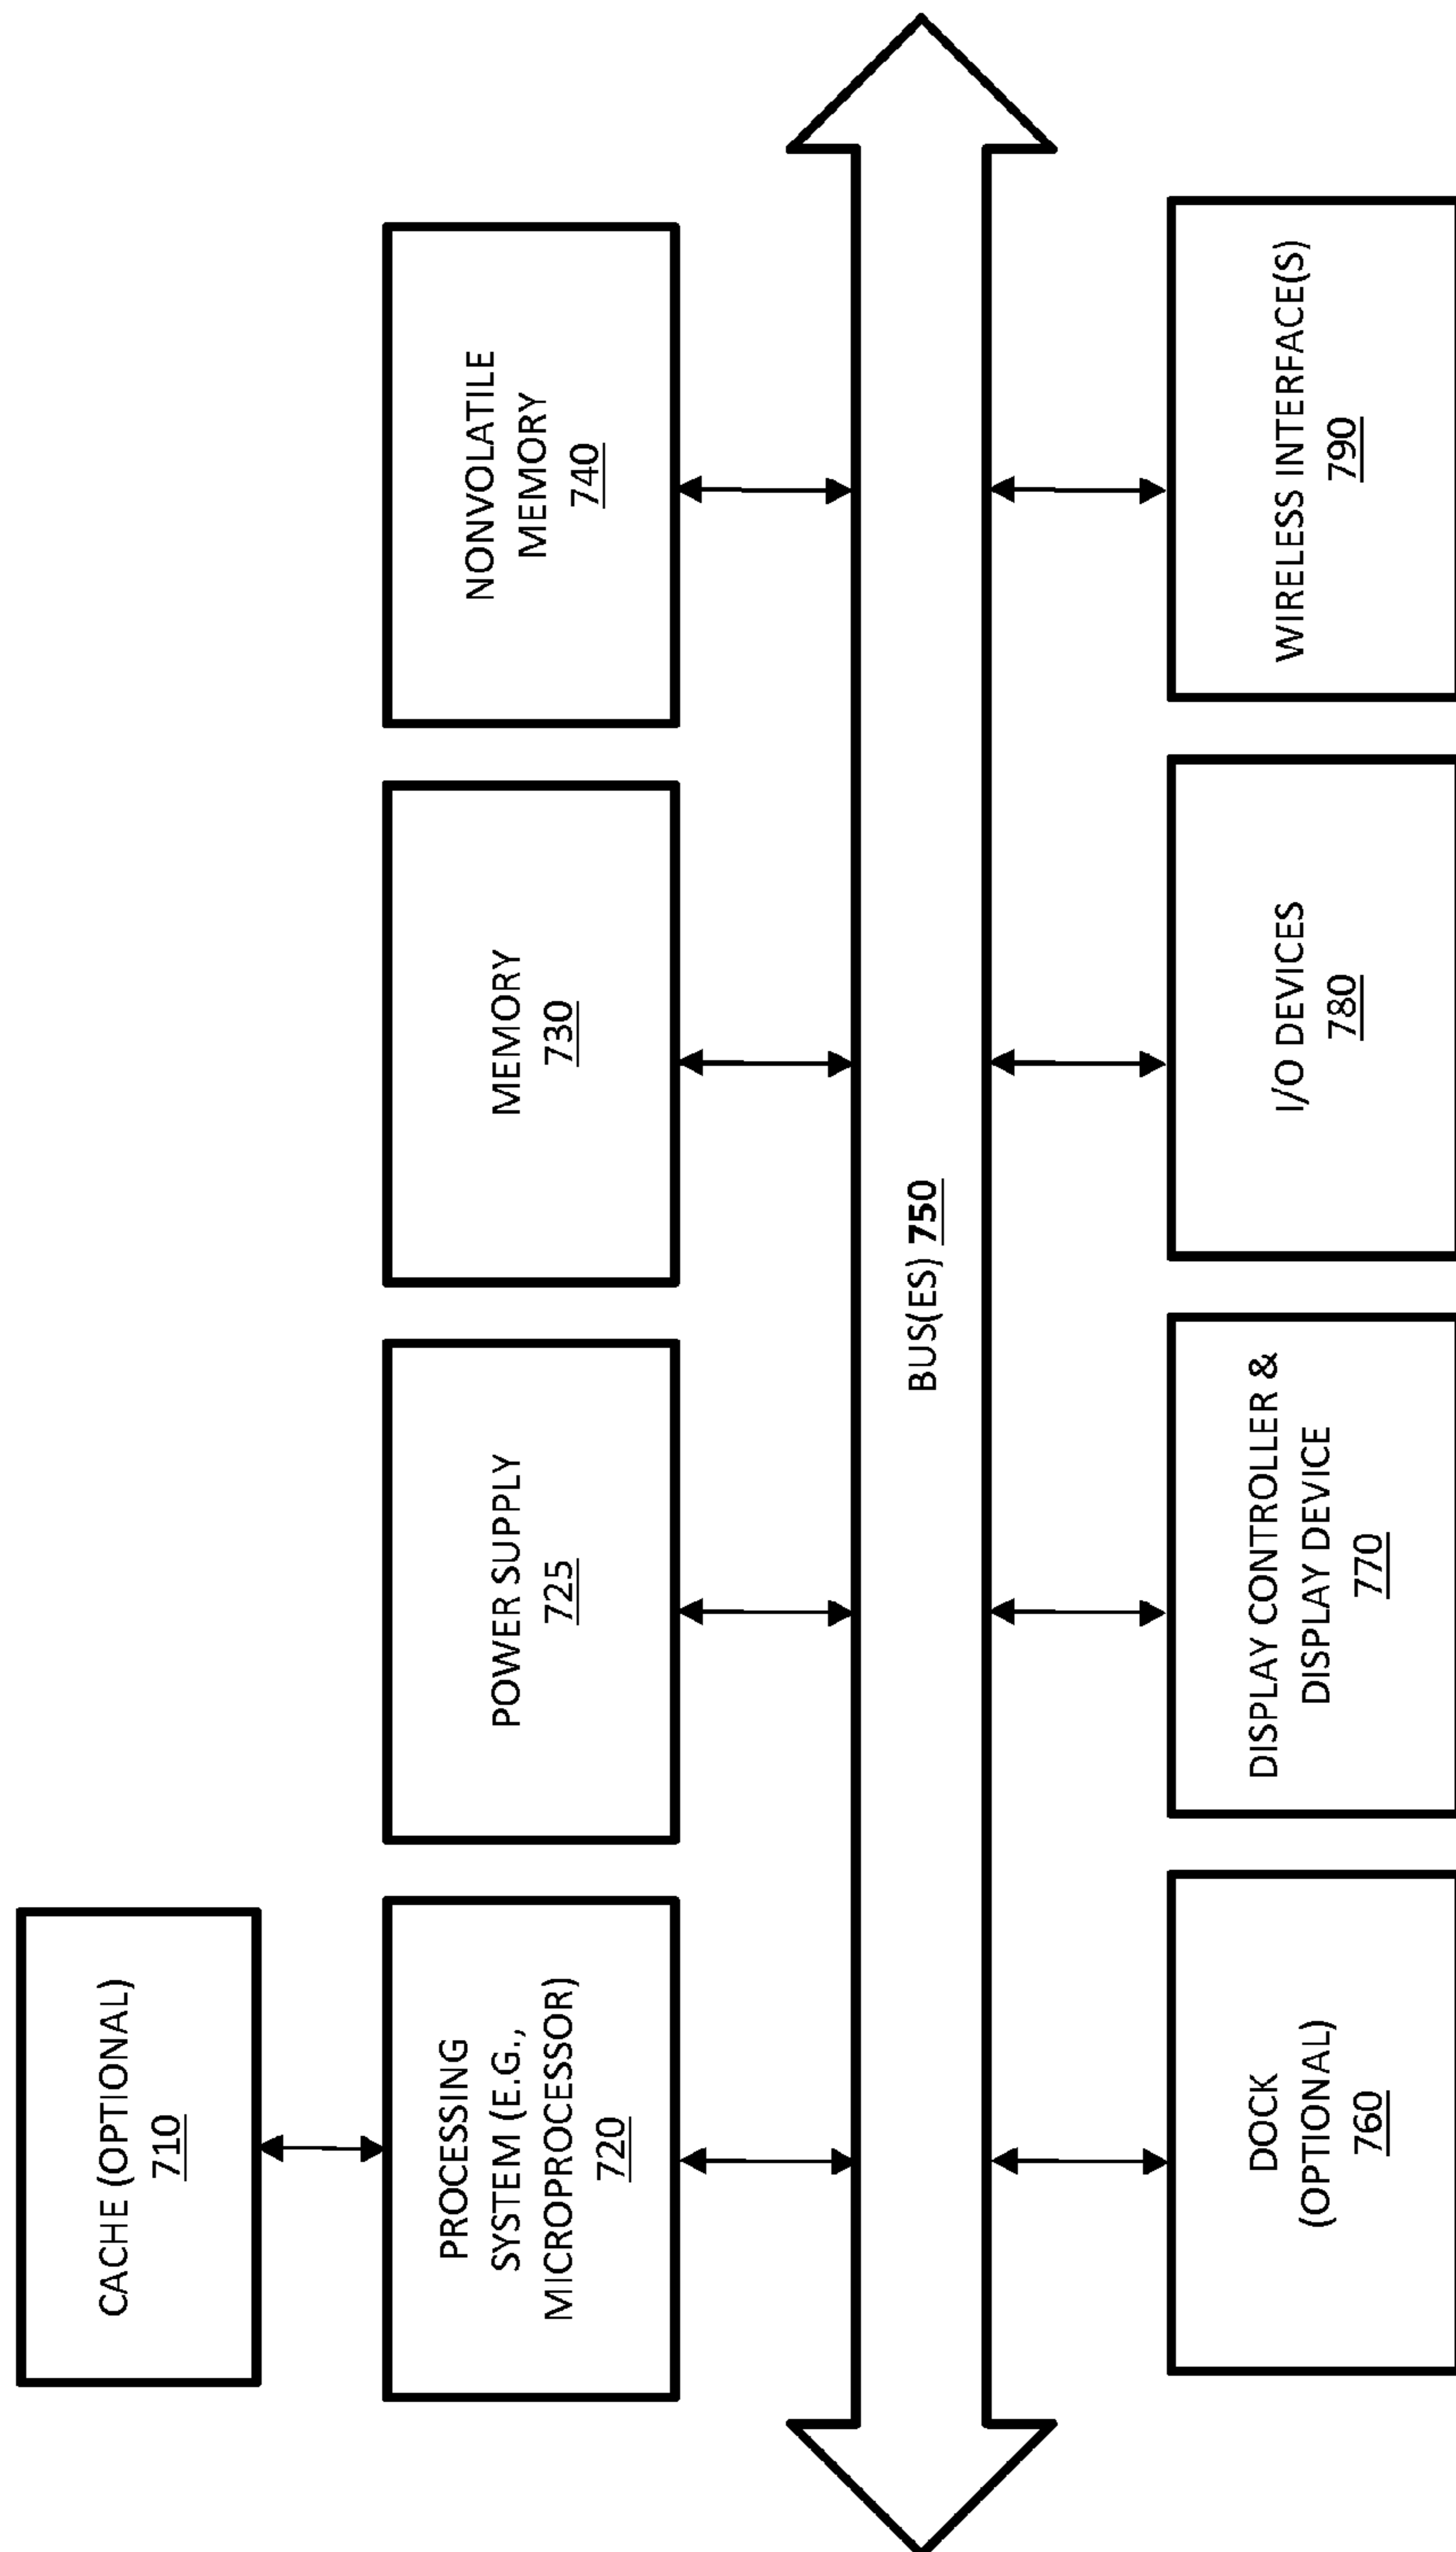 CACHE (OPTIONAL)
710
PROCESSING
SYSTEM (E.G.,
MICROPROCESSOR)
720
POWER SUPPLY
725
MEMORY
730
NONVOLATILE
MEMORY
740
BUS(ES) 750
DOCK
(OPTIONAL)
760
DISPLAY CONTROLLER &
DISPLAY DEVICE
770
I/O DEVICES
780
WIRELESS INTERFACE(S)
790